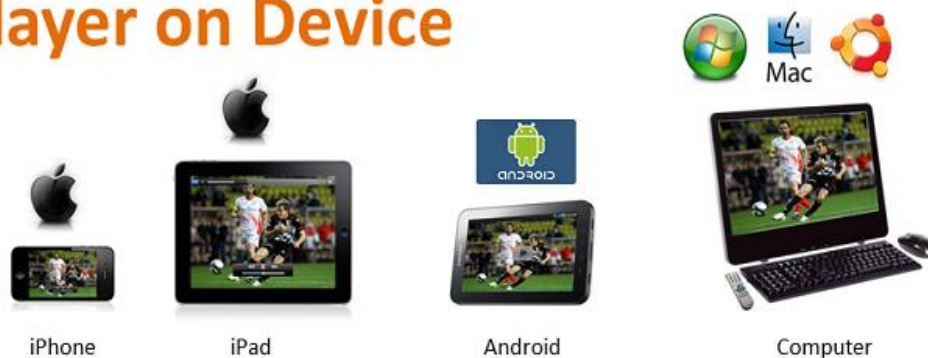 layer on Device
Mac
ANDROID
iPhone
iPad
Android
Computer